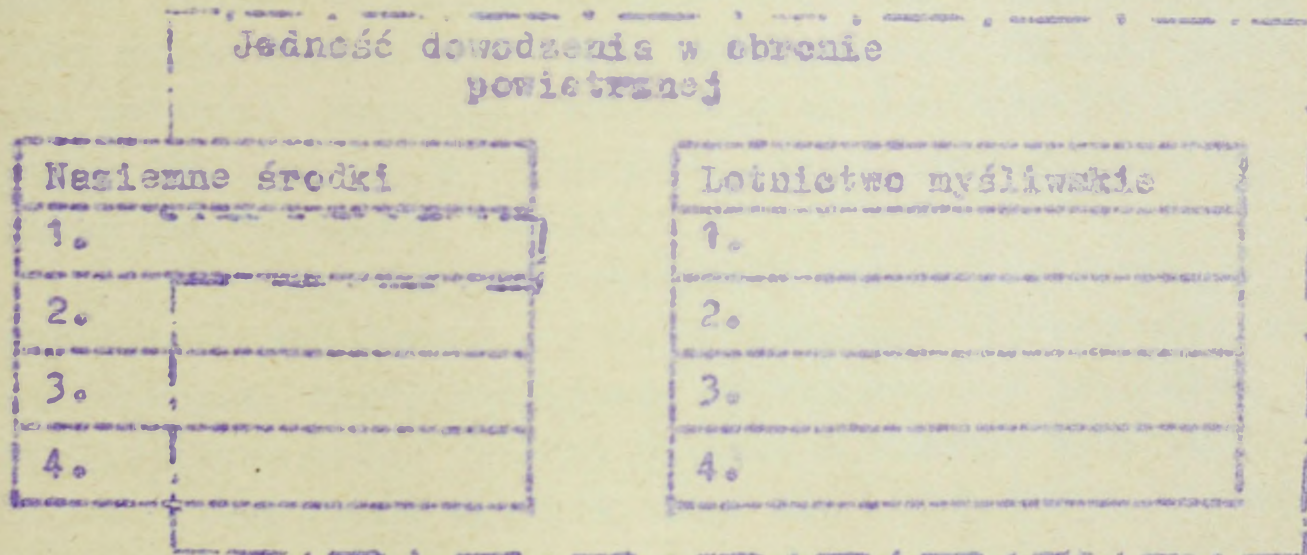 Jedność dowodzenia w obronie
powietrznej
Naziemne środki
1.
2.
3.
4.
Lotnictwo myśliwskie
1.
2.
3.
4.